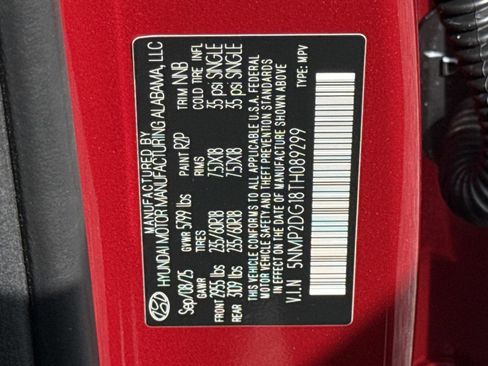 MANUFACTURED BY
HYUNDAI MOTOR MANUFACTURING ALABAMA, LLC
Sep/08/25 GVWR 5799 lbs PAINT R2P TRIM NNB
GAWR TIRES RIMS COLD TIRE INFL
FRONT 2935 lbs 235/60R18 7.5JX18 35 psi SINGLE
REAR 3109 lbs 235/60R18 7.5JX18 35 psi SINGLE
THIS VEHICLE CONFORMS TO ALL APPLICABLE U.S.A. FEDERAL
MOTOR VEHICLE SAFETY AND THEFT PREVENTION STANDARDS
IN EFFECT ON THE DATE OF MANUFACTURE SHOWN ABOVE
V.I.N 5NMP2DG18TH089299 TYPE: MPV